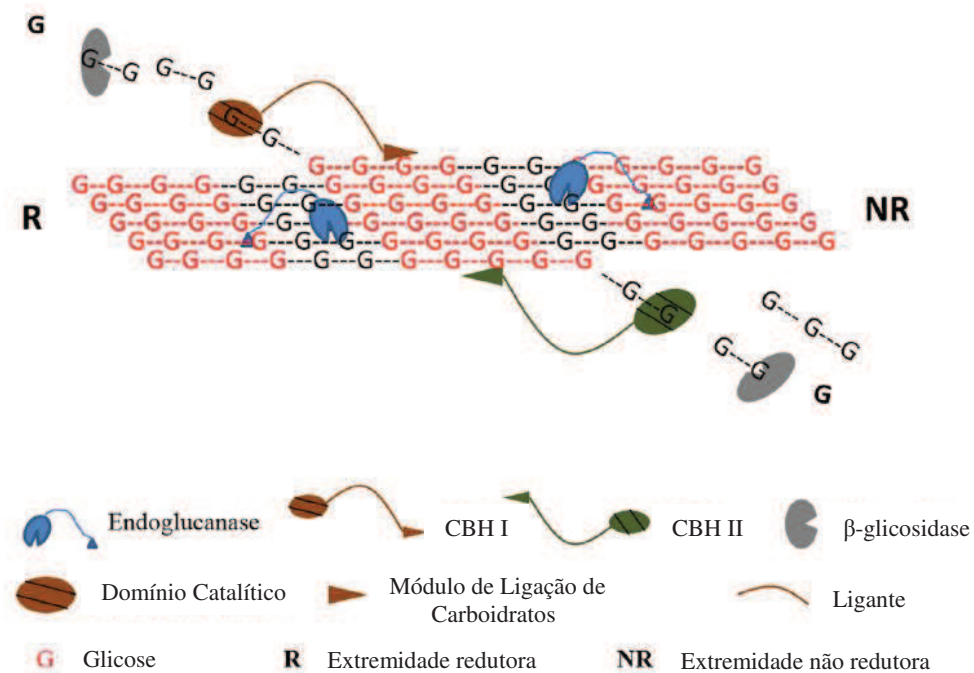 G
G--G G--G
G--G--
G--G--G--G---G--G---G--G--G--G--G
G--G--G--G---G--G---G--G--G--G---G--G---G--G--G--G--G
R
NR
G--G--G
G--G
G--G
G
Endoglucanase
CBH I
CBH II
β-glicosidase
Domínio Catalítico
Módulo de Ligação de
Carboidratos
Ligante
G Glicose
R Extremidade redutora
NR Extremidade não redutora